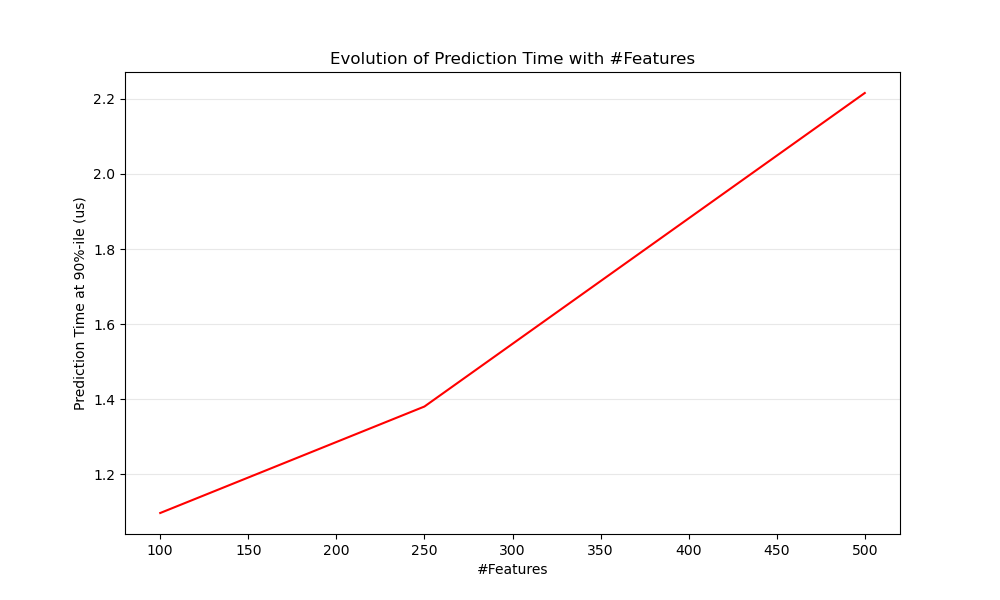 Evolution of Prediction Time with #Features
Prediction Time at 90%-ile (us)
2.2
2.0
1.8
1.6
1.4
1.2
100 150 200 250 300 350 400 450 500
#Features